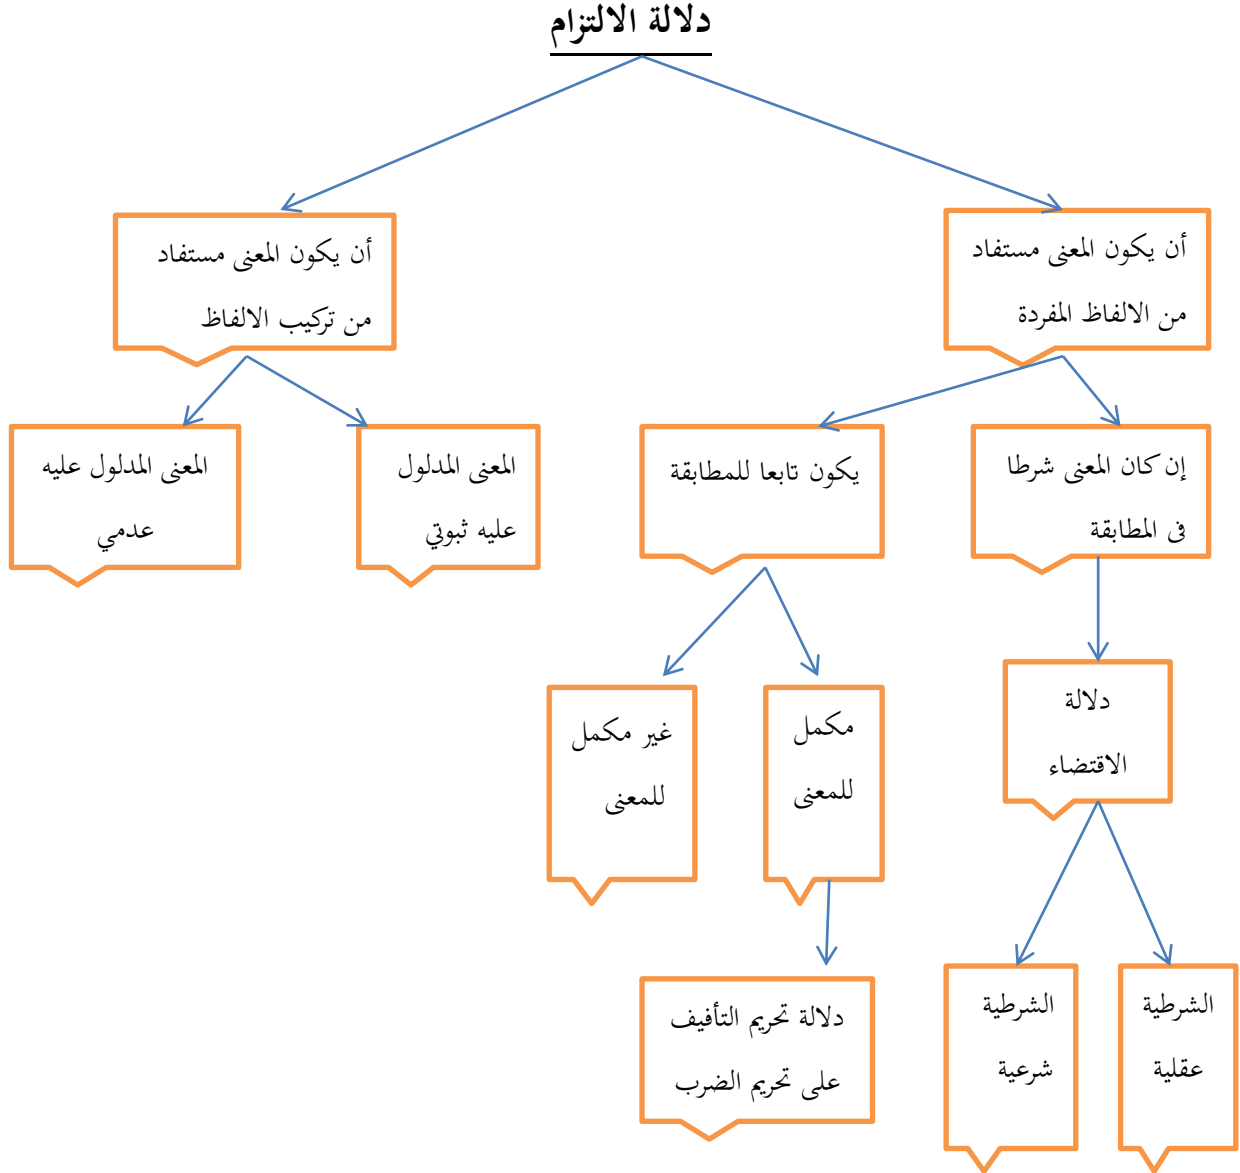 دلالة الالتزام
أن يكون المعنى مستفاد
من الالفاظ المفردة
أن يكون المعنى مستفاد
من تركيب الالفاظ
إن كان المعنى شرطا
فى المطابقة
يكون تابعا للمطابقة
المعنى المدلول
عليه ثبوتي
المعنى المدلول عليه
عدمي
دلالة
الاقتضاء
مكمل
للمعنى
غير مكمل
للمعنى
الشرطية
عقلية
الشرطية
شرعية
دلالة تحريم التأفيف
على تحريم الضرب